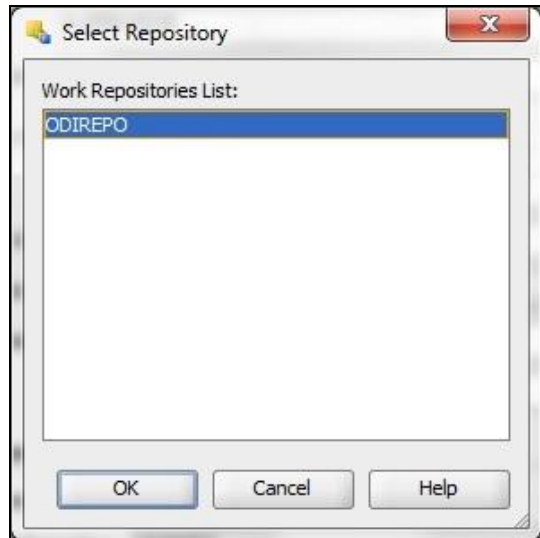 Select Repository
Work Repositories List:
ODIREPO
OK Cancel Help